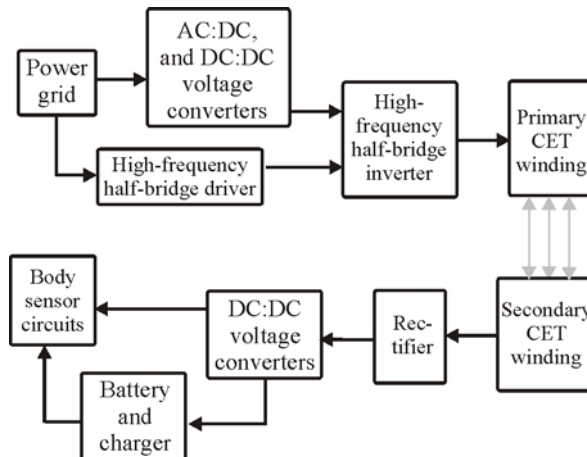 Power
grid
AC:DC,
and DC:DC
voltage
converters
High-frequency
half-bridge driver
High-
frequency
half-bridge
inverter
Primary
CET
winding
Body
sensor
circuits
DC:DC
voltage
converters
Rec-
tifier
Secondary
CET
winding
Battery
and
charger